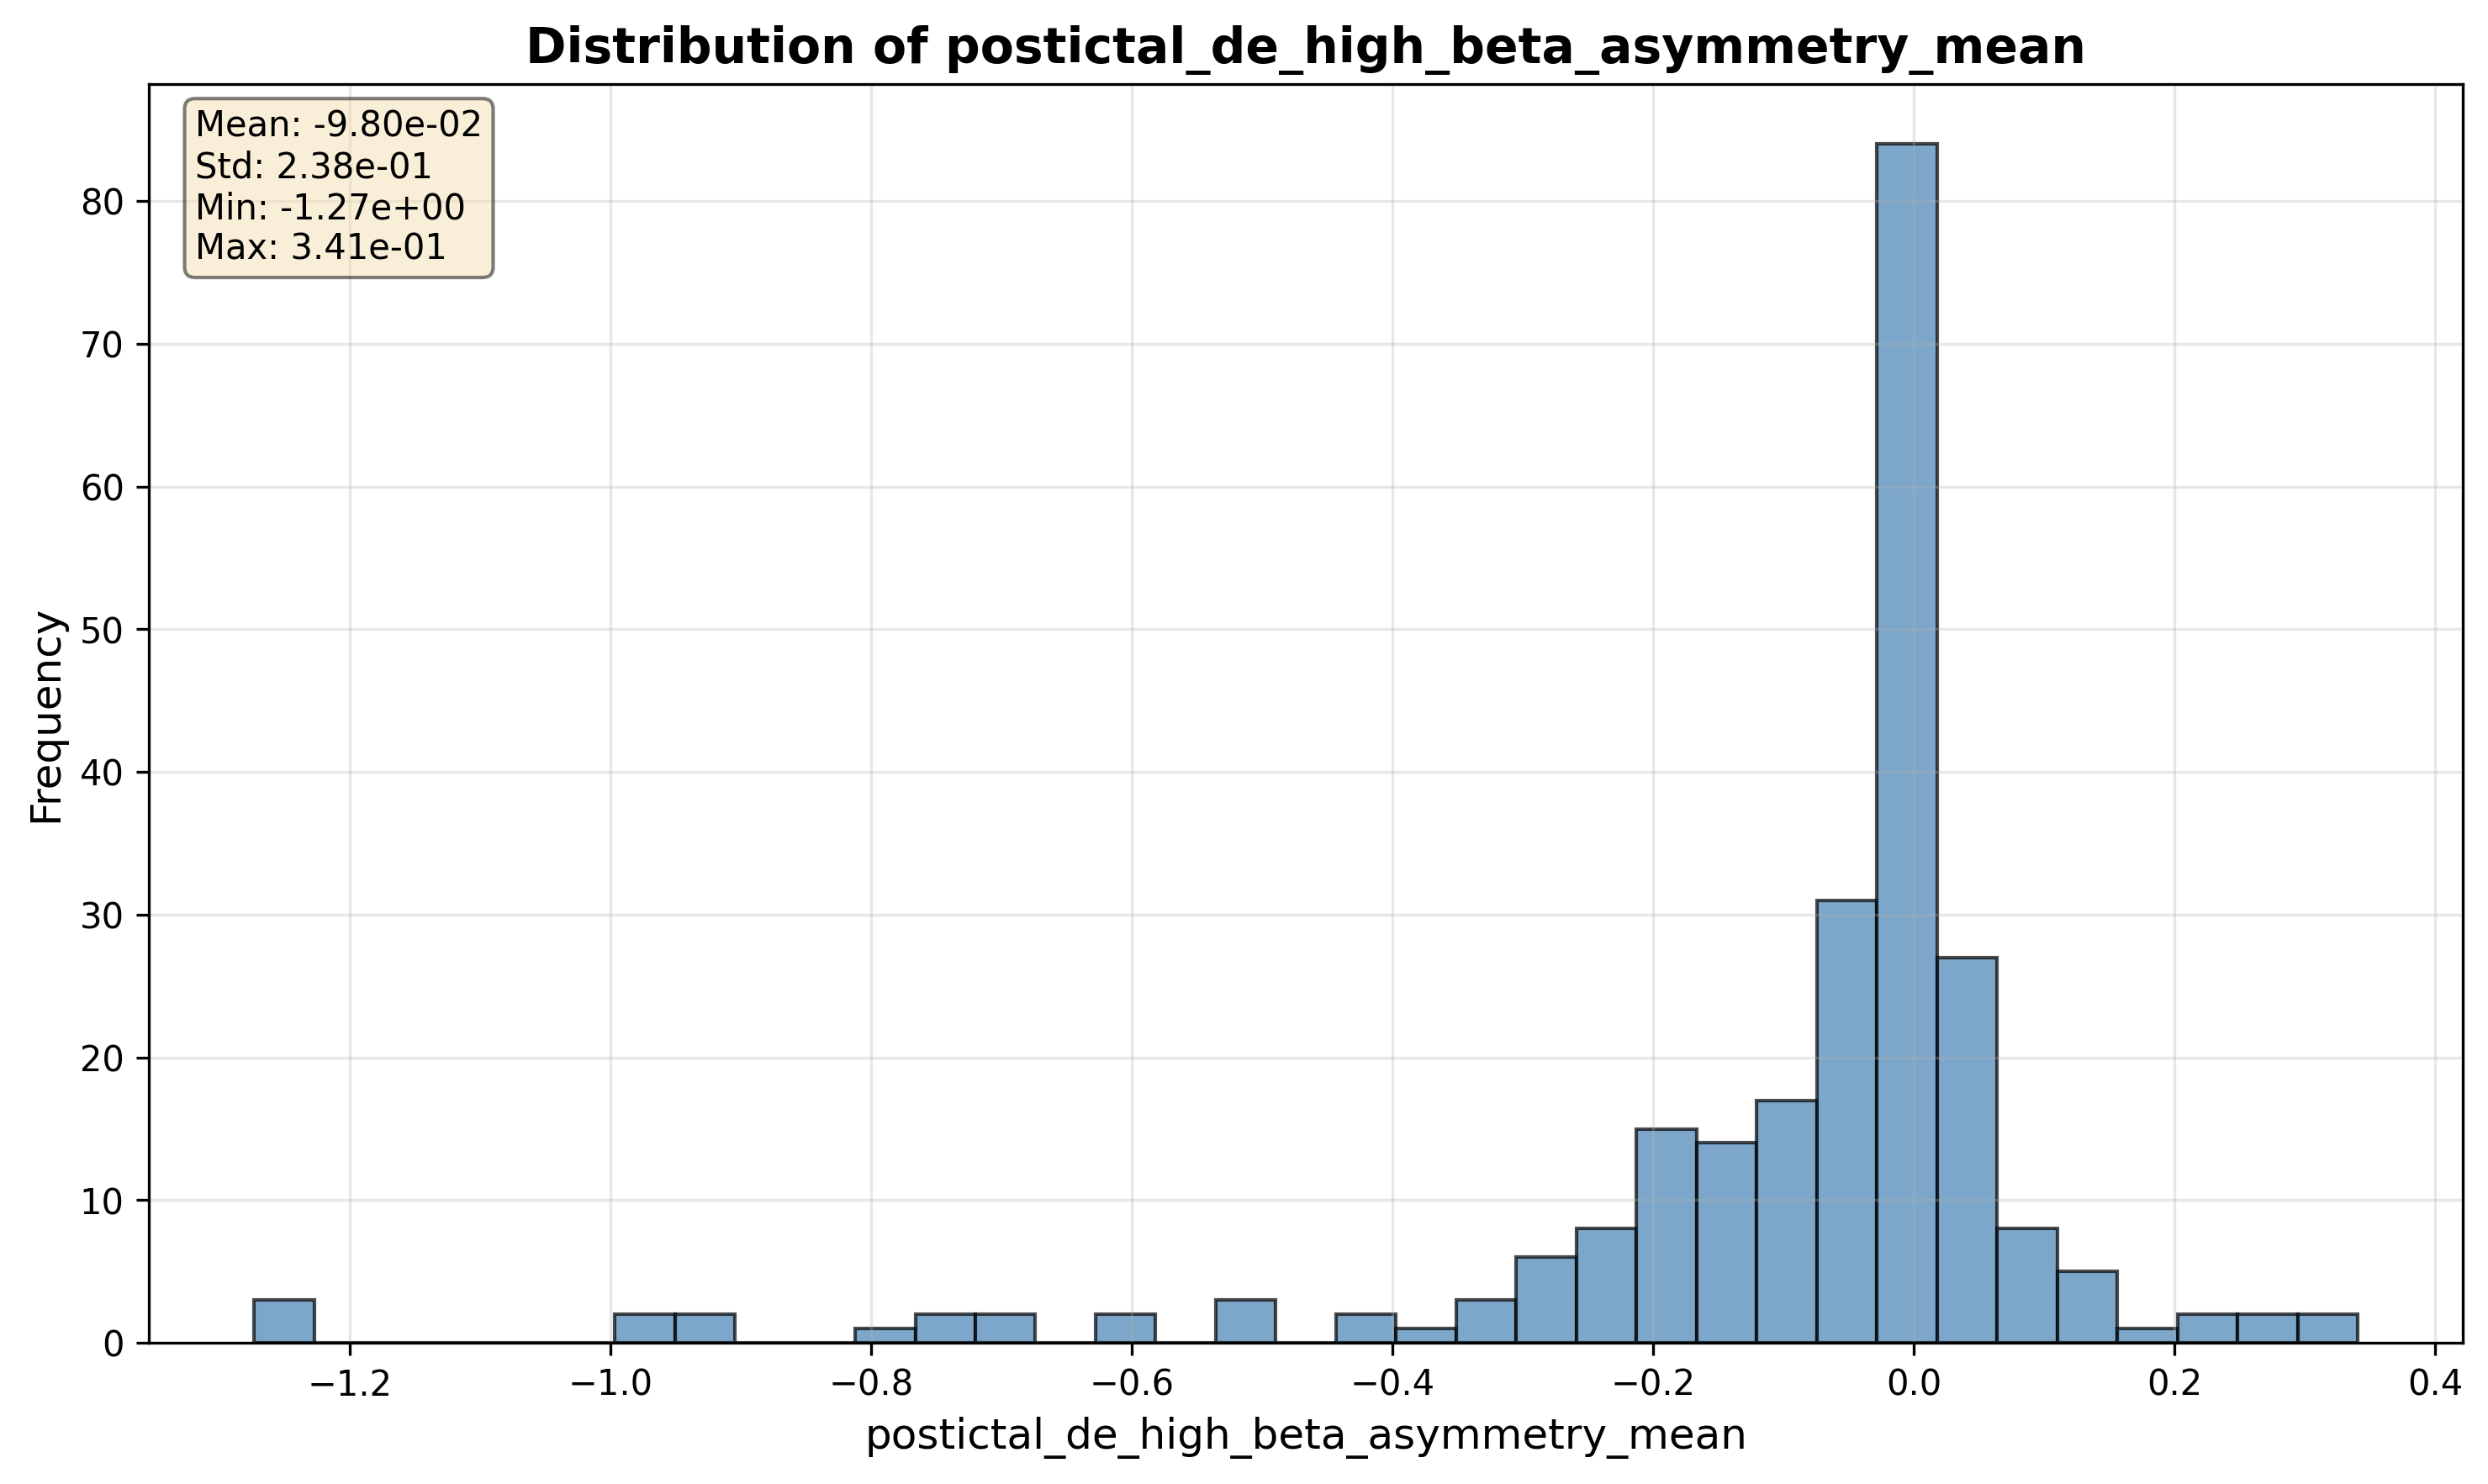 Distribution of postictal_de_high_beta_asymmetry_mean
Mean: -9.80e-02
Std: 2.38e-01
Min: -1.27e+00
Max: 3.41e-01
Frequency
80
70
60
50
40
30
20
10
0
−1.2 −1.0 −0.8 −0.6 −0.4 −0.2 0.0 0.2 0.4
postictal_de_high_beta_asymmetry_mean